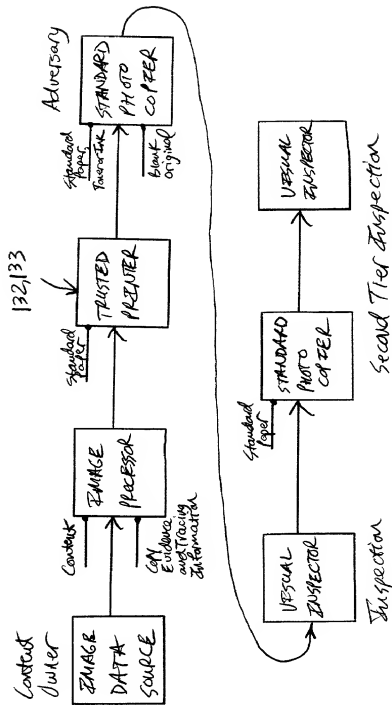 Content
Owner
IMAGE
DATA
SOURCE
Content
IMAGE
PROCESSOR
Copy
Evidence
and Tracing
Information
132,133
Standard
Paper
TRUSTED
PRINTER
Adversary
Standard
Paper,
Toner or Ink
STANDARD
PHOTO
COPIER
Blank
Original
VISUAL
INSPECTOR
Inspection
Standard
Paper
STANDARD
PHOTO
COPIER
VISUAL
INSPECTOR
Second Tier Inspection